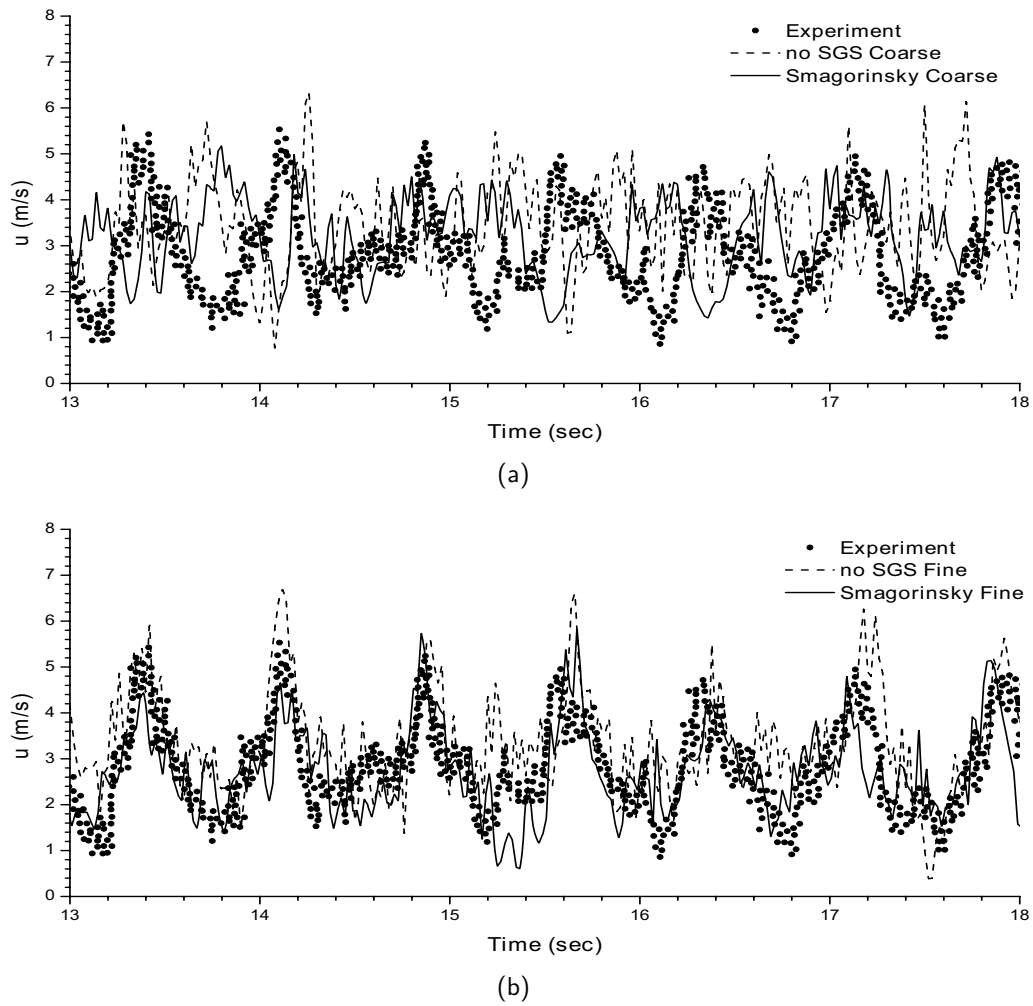 8
7
6
5
4
3
2
1
0
u (m/s)
Experiment
no SGS Coarse
Smagorinsky Coarse
13 14 15 16 17 18
Time (sec)
(a)
8
7
6
5
4
3
2
1
0
u (m/s)
Experiment
no SGS Fine
Smagorinsky Fine
13 14 15 16 17 18
Time (sec)
(b)